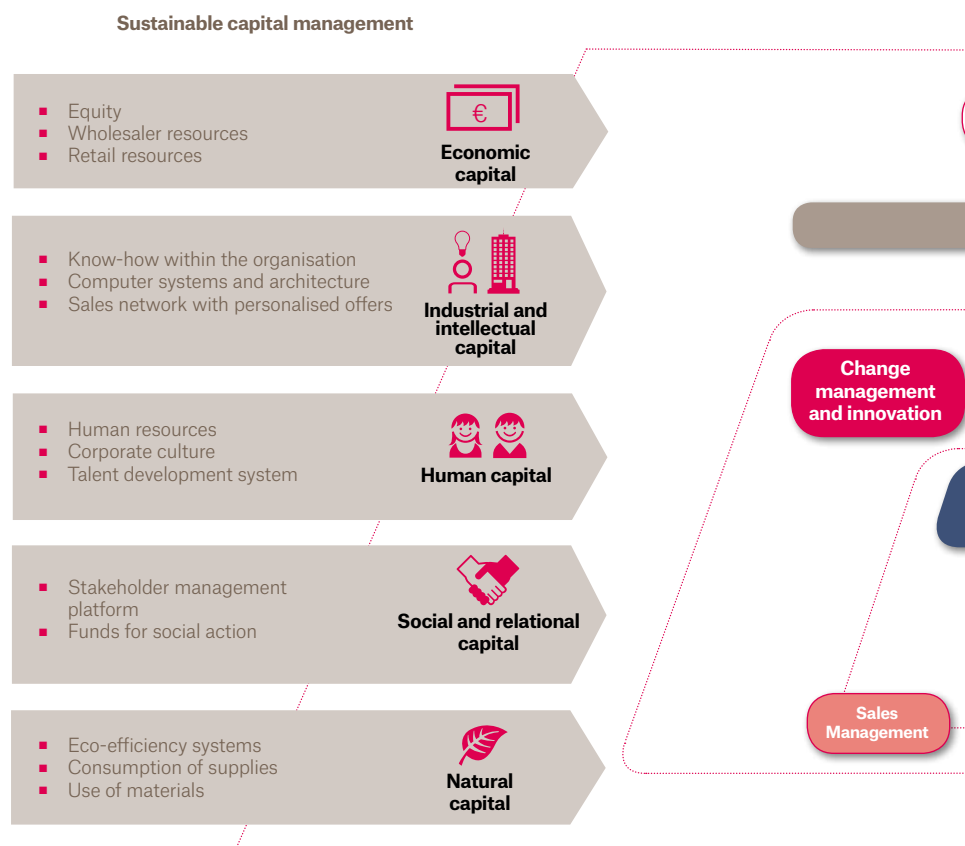 Sustainable capital management
Equity
Wholesaler resources
Retail resources
€
Economic
capital
Know-how within the organisation
Computer systems and architecture
Sales network with personalised offers
Industrial and
intellectual
capital
Human resources
Corporate culture
Talent development system
Human capital
Stakeholder management
platform
Funds for social action
Social and relational
capital
Eco-efficiency systems
Consumption of supplies
Use of materials
Natural
capital
Change
management
and innovation
Sales
Management